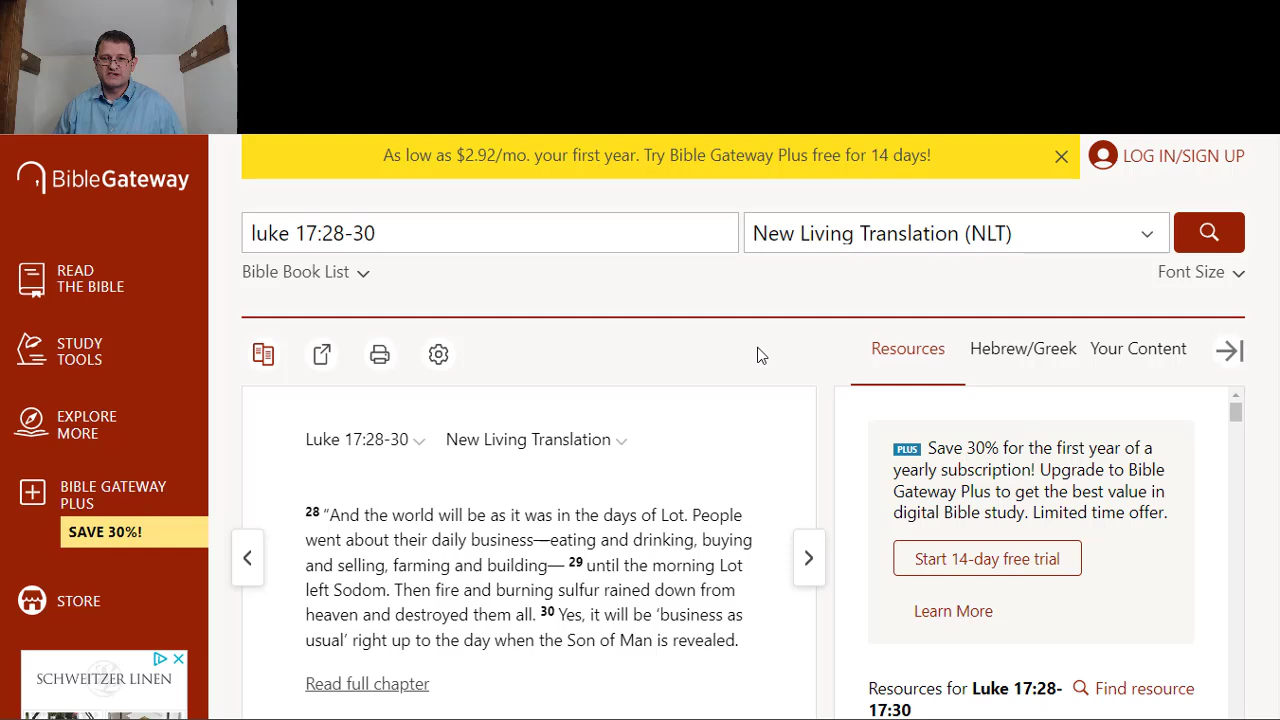 As low as $2.92/mo. your first year. Try Bible Gateway Plus free for 14 days!
LOG IN/SIGN UP
BibleGateway
luke 17:28-30
New Living Translation (NLT)
Bible Book List
Font Size
READ
THE BIBLE
STUDY
TOOLS
EXPLORE
MORE
BIBLE GATEWAY
PLUS
SAVE 30%!
STORE
SCHWEITZER LINEN
Resources
Hebrew/Greek
Your Content
Luke 17:28-30
New Living Translation
28 “And the world will be as it was in the days of Lot. People
went about their daily business—eating and drinking, buying
and selling, farming and building— 29 until the morning Lot
left Sodom. Then fire and burning sulfur rained down from
heaven and destroyed them all. 30 Yes, it will be ‘business as
usual’ right up to the day when the Son of Man is revealed.
Read full chapter
PLUS Save 30% for the first year of a
yearly subscription! Upgrade to Bible
Gateway Plus to get the best value in
digital Bible study. Limited time offer.
Start 14-day free trial
Learn More
Resources for Luke 17:28-
17:30
Find resource